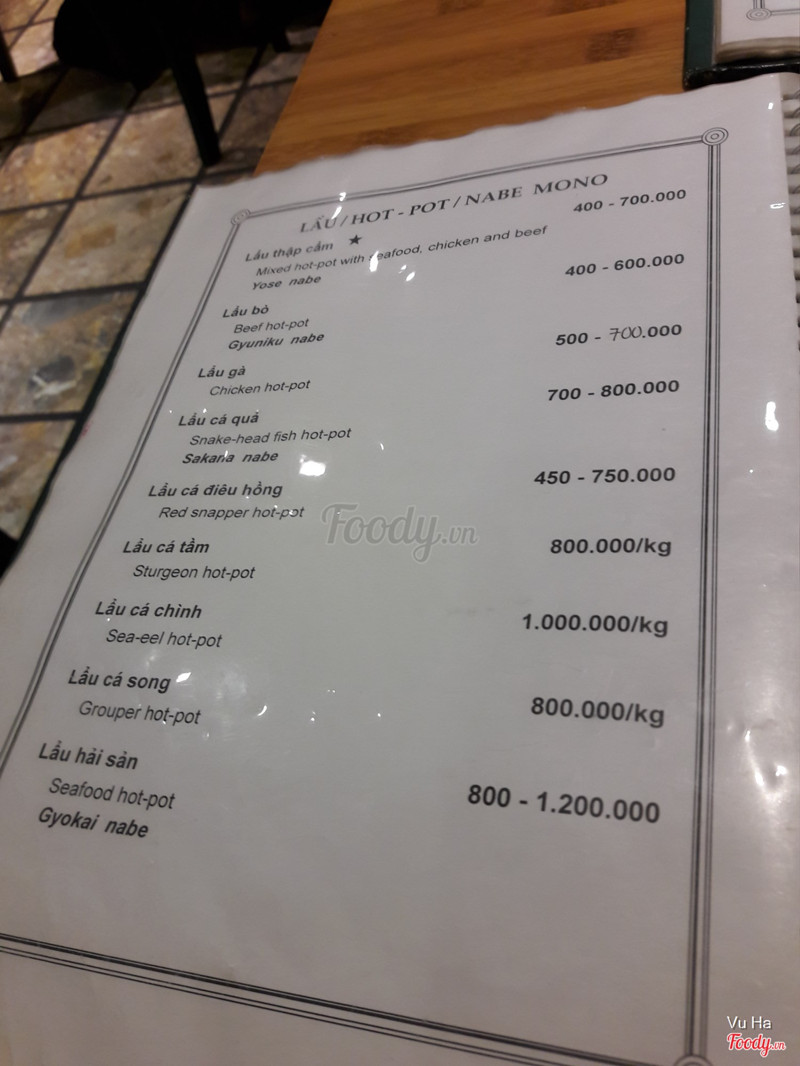 LẨU / HOT - POT / NABE MONO
Lẩu thập cẩm ★ 400 - 700.000
Mixed hot-pot with seafood, chicken and beef
Yose nabe
Lẩu bò 400 - 600.000
Beef hot-pot
Gyuniku nabe
Lẩu gà 500 - 700.000
Chicken hot-pot
Lẩu cá quả 700 - 800.000
Snake-head fish hot-pot
Sakana nabe
Lẩu cá điêu hồng 450 - 750.000
Red snapper hot-pot
Lẩu cá tầm 800.000/kg
Sturgeon hot-pot
Lẩu cá chình 1.000.000/kg
Sea-eel hot-pot
Lẩu cá song 800.000/kg
Grouper hot-pot
Lẩu hải sản 800 - 1.200.000
Seafood hot-pot
Gyokai nabe
Foody.vn
Vu Ha
Foody.vn